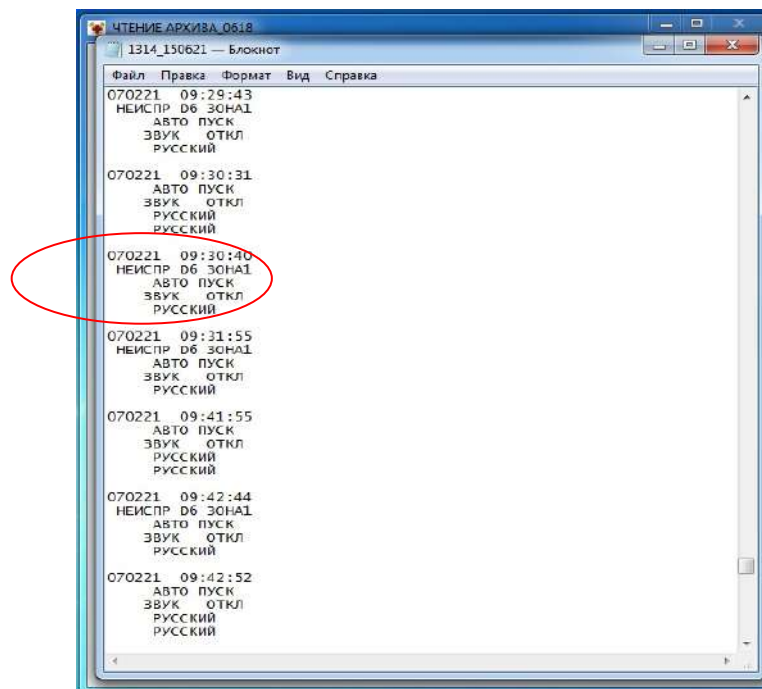 ЧТЕНИЕ АРХИВА_0618
1314_150621 — Блокнот
Файл Правка Формат Вид Справка
070221 09:29:43
НЕИСПР D6 ЗОНА1
АВТО ПУСК
ЗВУК ОТКЛ
РУССКИЙ
070221 09:30:31
АВТО ПУСК
ЗВУК ОТКЛ
РУССКИЙ
РУССКИЙ
070221 09:30:40
НЕИСПР D6 ЗОНА1
АВТО ПУСК
ЗВУК ОТКЛ
РУССКИЙ
070221 09:31:55
НЕИСПР D6 ЗОНА1
АВТО ПУСК
ЗВУК ОТКЛ
РУССКИЙ
070221 09:41:55
АВТО ПУСК
ЗВУК ОТКЛ
РУССКИЙ
РУССКИЙ
070221 09:42:44
НЕИСПР D6 ЗОНА1
АВТО ПУСК
ЗВУК ОТКЛ
РУССКИЙ
070221 09:42:52
АВТО ПУСК
ЗВУК ОТКЛ
РУССКИЙ
РУССКИЙ